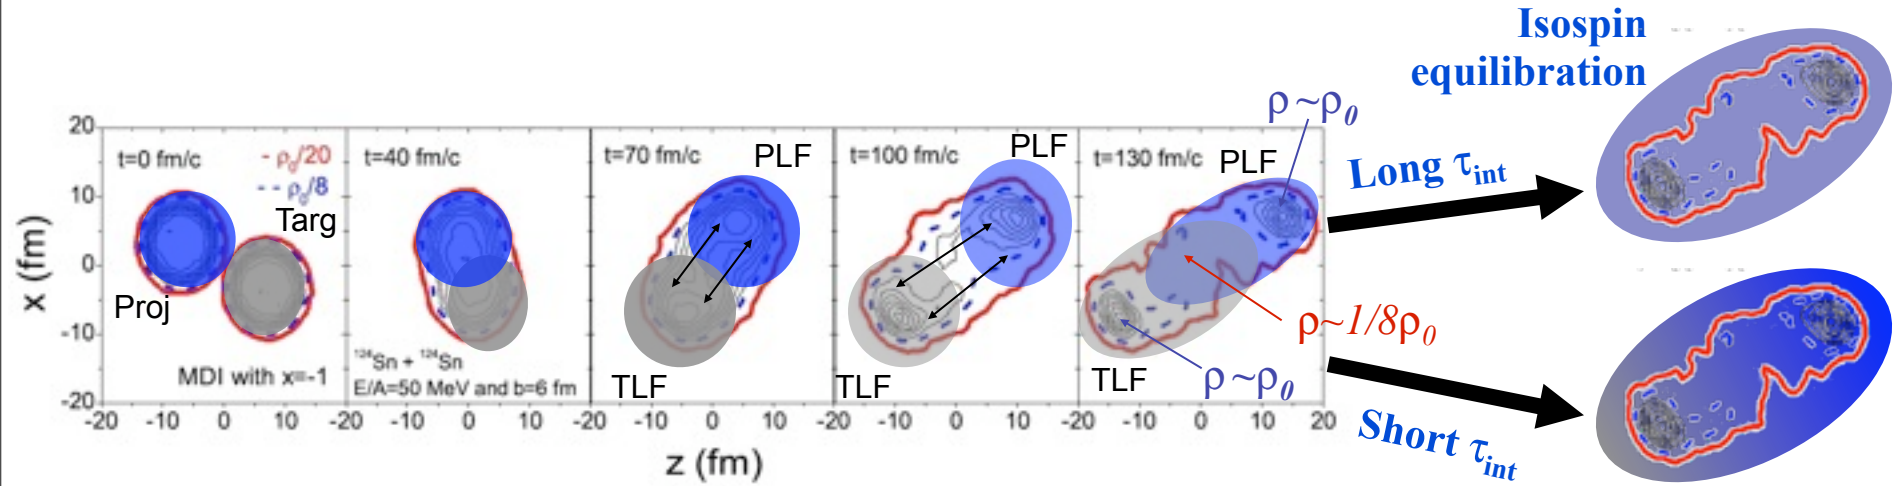 Isospin
equilibration
ρ~ρ0
20
10
0
-10
-20
x (fm)
t=0 fm/c
- ρ0/20
-- ρ0/8
Targ
Proj
MDI with x=-1
t=40 fm/c
124Sn + 124Sn
E/A=50 MeV and b=6 fm
t=70 fm/c
PLF
TLF
t=100 fm/c
PLF
TLF
t=130 fm/c
PLF
TLF
ρ~1/8ρ0
ρ~ρ0
Long τint
Short τint
-20 -10 0 10 -20 -10 0 10 -20 -10 0 10 -20 -10 0 10 -20 -10 0 10 20
z (fm)